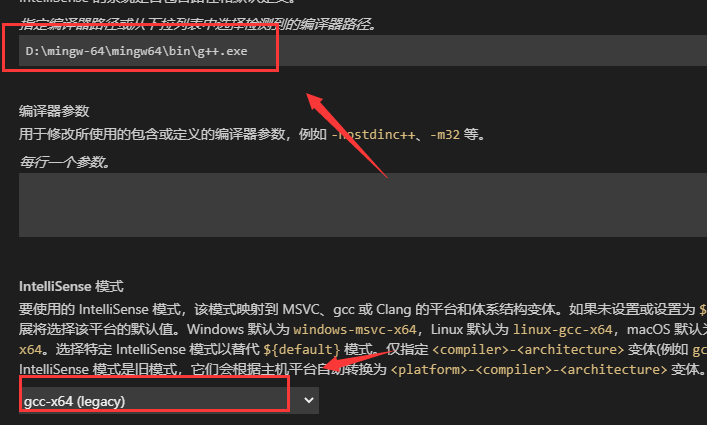 指定编译器路径或从下拉列表中选择检测到的编译器路径。
D:\mingw-64\mingw64\bin\g++.exe
编译器参数
用于修改所使用的包含或定义的编译器参数，例如 -nostdinc++、-m32 等。
每行一个参数。
IntelliSense 模式
要使用的 IntelliSense 模式，该模式映射到 MSVC、gcc 或 Clang 的平台和体系结构变体。如果未设置或设置为 $
展将选择该平台的默认值。Windows 默认为 windows-msvc-x64，Linux 默认为 linux-gcc-x64，macOS 默认为
x64。选择特定 IntelliSense 模式以替代 ${default} 模式。仅指定 <compiler>-<architecture> 变体(例如 gc
IntelliSense 模式是旧模式，它们会根据主机平台自动转换为 <platform>-<compiler>-<architecture> 变体。
gcc-x64 (legacy)